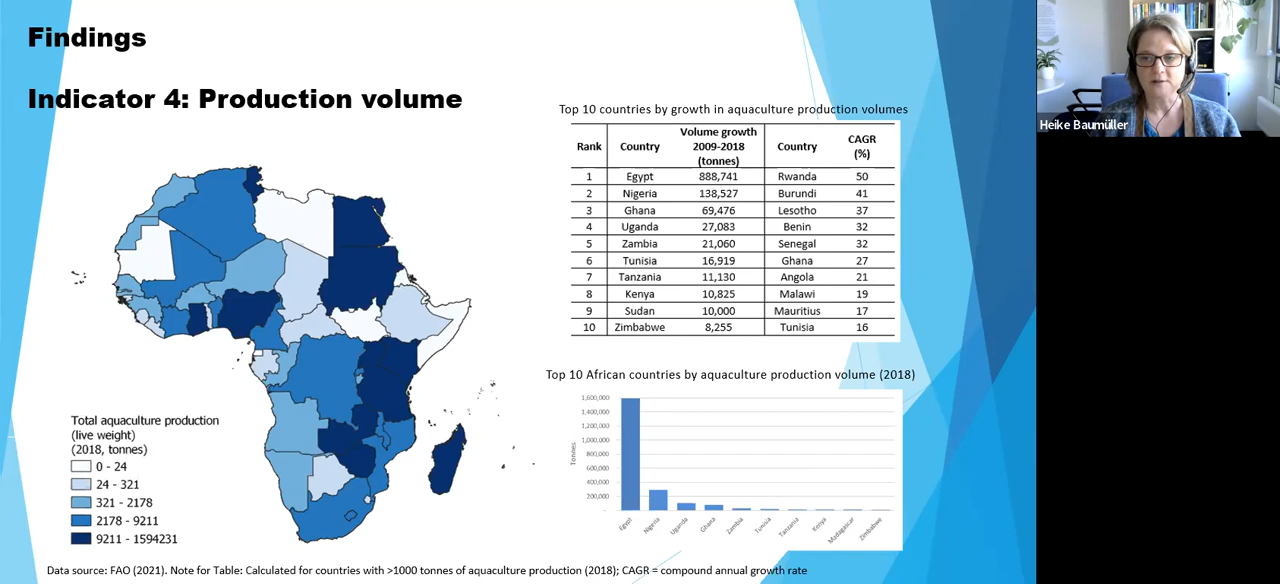 Findings
Indicator 4: Production volume
Top 10 countries by growth in aquaculture production volumes
Rank Country Volume growth 2009-2018 (tonnes) Country CAGR (%)
1 Egypt 888,741 Rwanda 50
2 Nigeria 138,527 Burundi 41
3 Ghana 69,476 Lesotho 37
4 Uganda 27,083 Benin 32
5 Zambia 21,060 Senegal 32
6 Tunisia 16,919 Ghana 27
7 Tanzania 11,130 Angola 21
8 Kenya 10,825 Malawi 19
9 Sudan 10,000 Mauritius 17
10 Zimbabwe 8,255 Tunisia 16
Top 10 African countries by aquaculture production volume (2018)
Tonnes
1,600,000
1,400,000
1,200,000
1,000,000
800,000
600,000
400,000
200,000
-
Egypt Nigeria Uganda Ghana Zambia Tunisia Tanzania Kenya Madagascar Zimbabwe
Total aquaculture production
(live weight)
(2018, tonnes)
0 - 24
24 - 321
321 - 2178
2178 - 9211
9211 - 1594231
Data source: FAO (2021). Note for Table: Calculated for countries with >1000 tonnes of aquaculture production (2018); CAGR = compound annual growth rate
Heike Baumüller